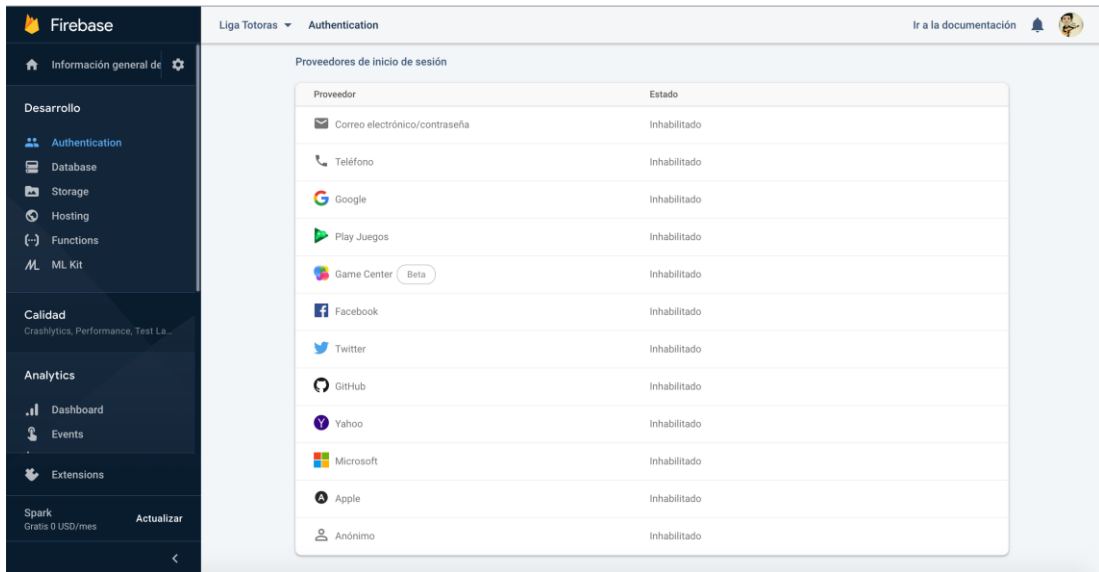 Firebase
Liga Totoras Authentication Ir a la documentación
Información general de
Desarrollo
Authentication
Database
Storage
Hosting
Functions
ML Kit
Calidad
Crashlytics, Performance, Test La...
Analytics
Dashboard
Events
Extensions
Spark
Gratis 0 USD/mes Actualizar
Proveedores de inicio de sesión
Proveedor Estado
Correo electrónico/contraseña Inhabilitado
Teléfono Inhabilitado
Google Inhabilitado
Play Juegos Inhabilitado
Game Center Beta Inhabilitado
Facebook Inhabilitado
Twitter Inhabilitado
GitHub Inhabilitado
Yahoo Inhabilitado
Microsoft Inhabilitado
Apple Inhabilitado
Anónimo Inhabilitado